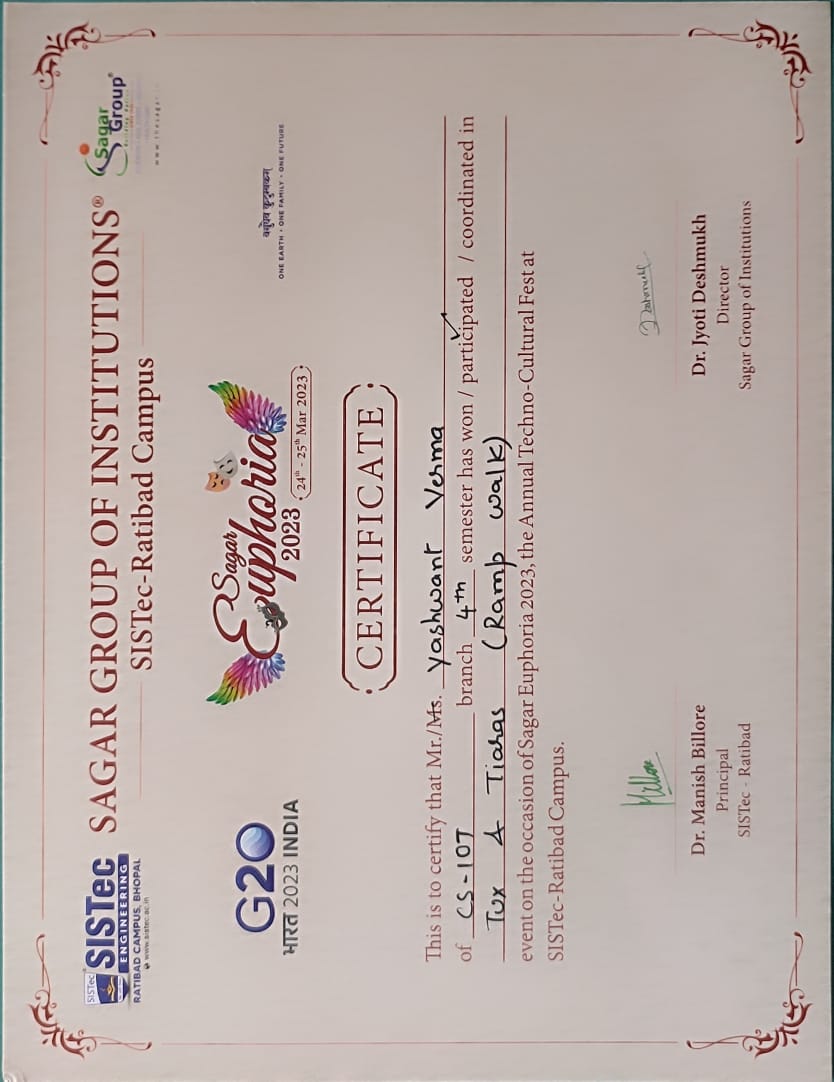 SISTec
SISTec
ENGINEERING
RATIBAD CAMPUS, BHOPAL
www.sistec.ac.in
SAGAR GROUP OF INSTITUTIONS®
SISTec-Ratibad Campus
Sagar
Group®
G20
भारत 2023 INDIA
Sagar
Euphoria
2023
24th - 25th Mar 2023
वसुधैव कुटुम्बकम्
ONE EARTH • ONE FAMILY • ONE FUTURE
CERTIFICATE
This is to certify that Mr./Ms. Yashwant Verma
of CS-IOT branch 4th semester has won / participated / coordinated in
Tux & Tiaras (Ramp walk)
event on the occasion of Sagar Euphoria 2023, the Annual Techno-Cultural Fest at
SISTec-Ratibad Campus.
Dr. Manish Billore
Principal
SISTec - Ratibad
Dr. Jyoti Deshmukh
Director
Sagar Group of Institutions